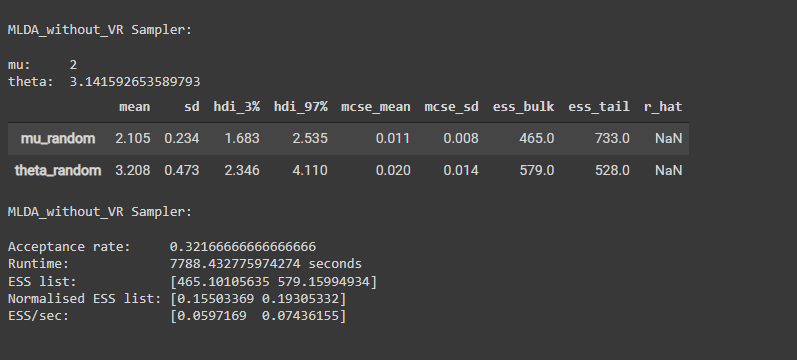 MLDA_without_VR Sampler:
mu: 2
theta: 3.141592653589793
mean sd hdi_3% hdi_97% mcse_mean mcse_sd ess_bulk ess_tail r_hat
mu_random 2.105 0.234 1.683 2.535 0.011 0.008 465.0 733.0 NaN
theta_random 3.208 0.473 2.346 4.110 0.020 0.014 579.0 528.0 NaN
MLDA_without_VR Sampler:
Acceptance rate: 0.32166666666666666
Runtime: 7788.432775974274 seconds
ESS list: [465.10105635 579.15994934]
Normalised ESS list: [0.15503369 0.19305332]
ESS/sec: [0.0597169 0.07436155]